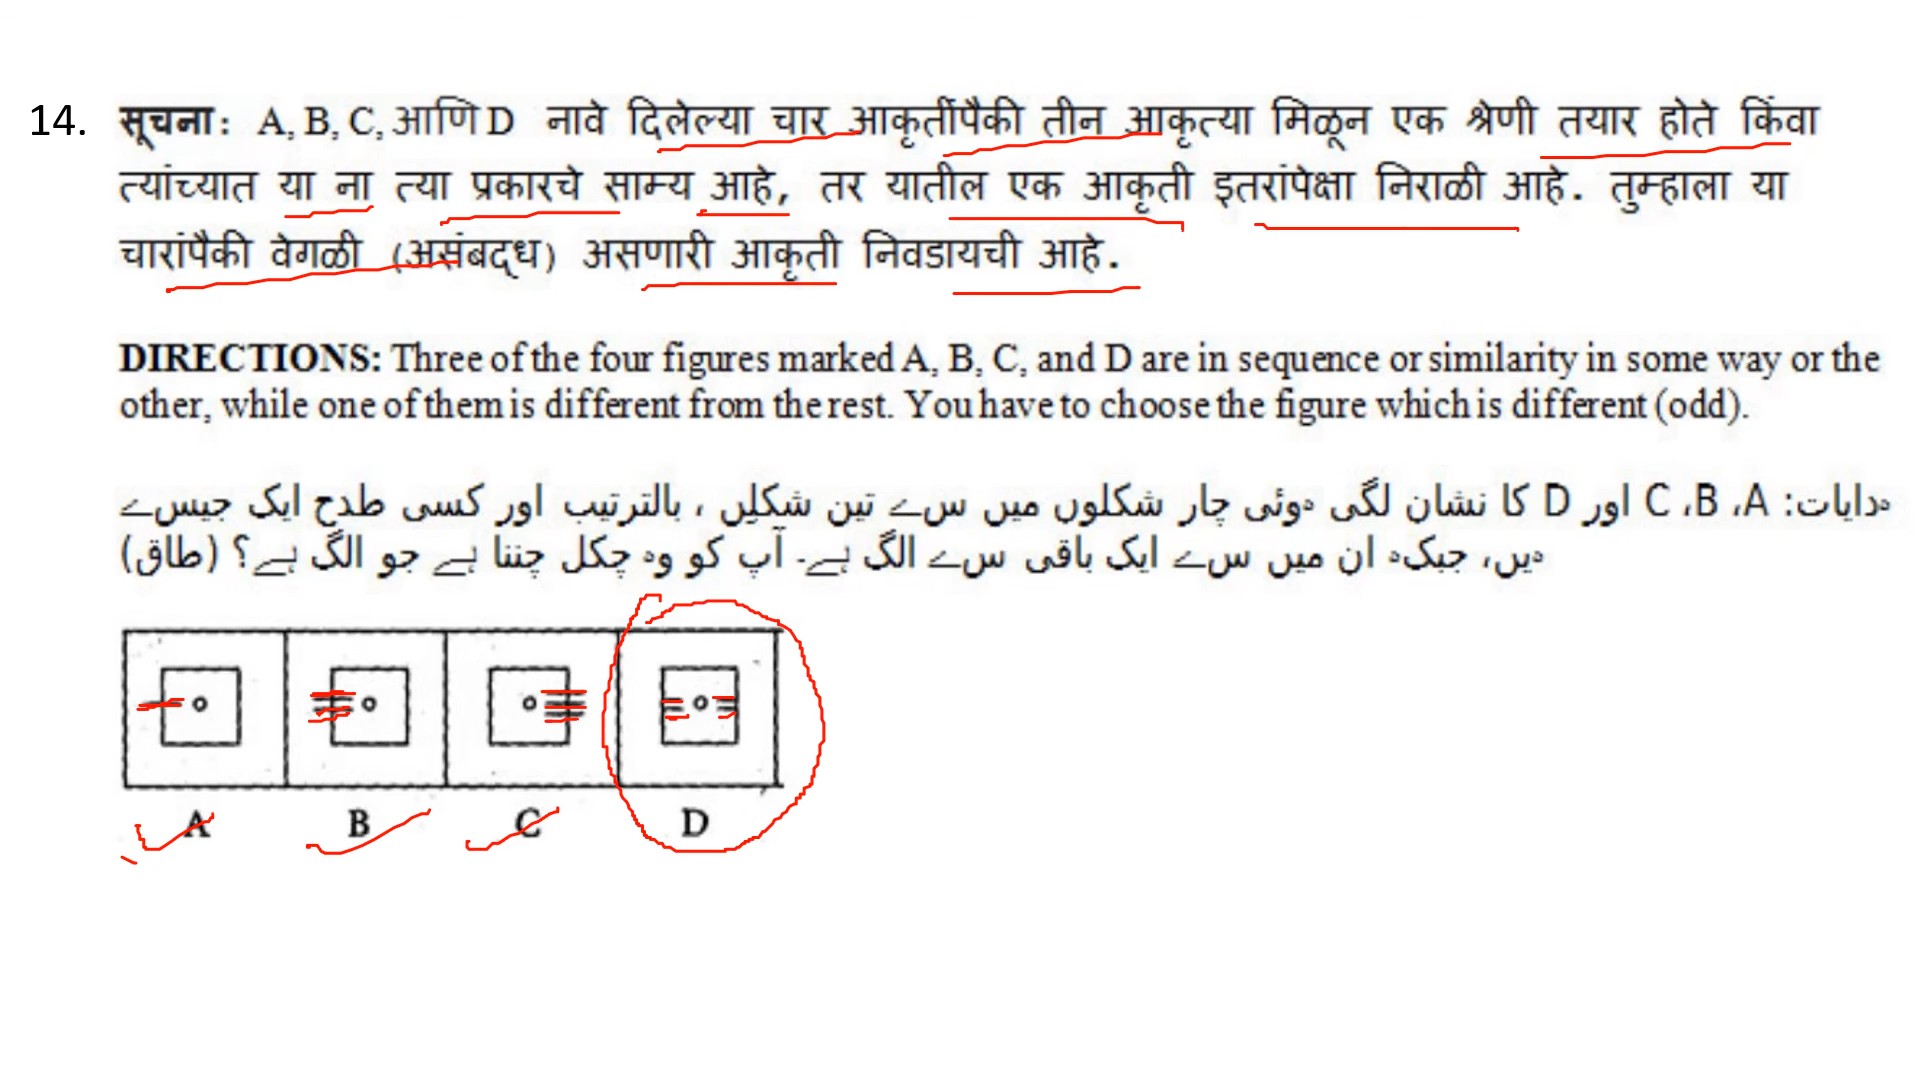 14. सूचना: A, B, C, आणि D नावे दिलेल्या चार आकृतींपैकी तीन आकृत्या मिळून एक श्रेणी तयार होते किंवा
त्यांच्यात या ना त्या प्रकारचे साम्य आहे, तर यातील एक आकृती इतरांपेक्षा निराळी आहे. तुम्हाला या
चारांपैकी वेगळी (असंबद्ध) असणारी आकृती निवडायची आहे.
DIRECTIONS: Three of the four figures marked A, B, C, and D are in sequence or similarity in some way or the
other, while one of them is different from the rest. You have to choose the figure which is different (odd).
ہدایات: A، B، C اور D کا نشان لگی ہوئی چار شکلوں میں سے تین شکلیں ، بالترتیب اور کسی طدح ایک جیسے
ہیں، جبکہ ان میں سے ایک باقی سے الگ ہے۔ آپ کو وہ چکل چننا ہے جو الگ ہے؟ (طاق)
A B C D